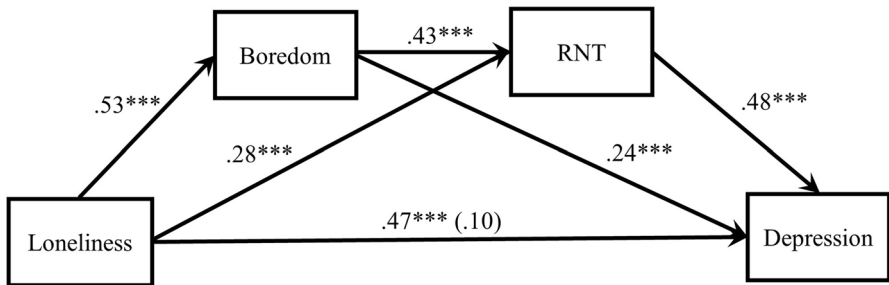 .43***
Boredom
RNT
.53***
.48***
.28***
.24***
.47*** (.10)
Loneliness
Depression